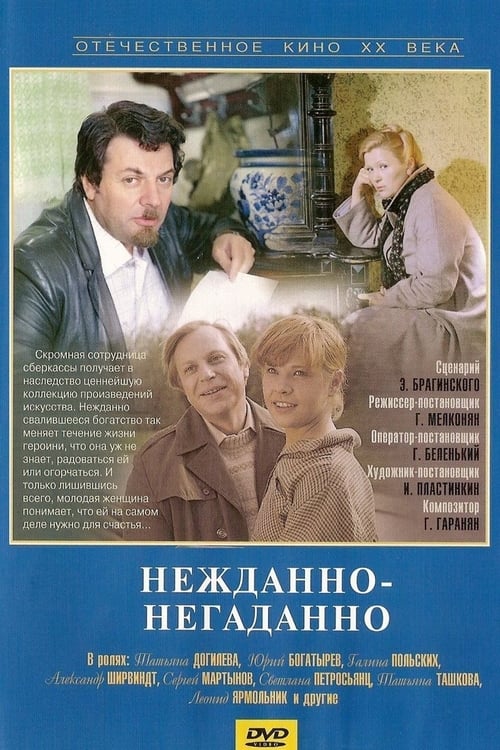 ОТЕЧЕСТВЕННОЕ КИНО XX ВЕКА
Скромная сотрудница
сберкассы получает в
наследство ценнейшую
коллекцию произведений
искусства. Нежданно
свалившееся богатство так
меняет течение жизни
героини, что она уж не
знает, радоваться ей
или огорчаться. И
только лишившись
всего, молодая женщина
понимает, что ей на самом
деле нужно для счастья...
Сценарий
Э. БРАГИНСКОГО
Режиссер-постановщик
Г. МЕЛКОНЯН
Оператор-постановщик
Г. БЕЛЕНЬКИЙ
Художник-постановщик
И. ПЛАСТИНКИН
Композитор
Г. ГАРАНЯН
НЕЖДАННО-
НЕГАДАННО
В ролях: Татьяна ДОГИЛЕВА, Юрий БОГАТЫРЕВ, Галина ПОЛЬСКИХ,
Александр ШИРВИНДТ, Сергей МАРТЫНОВ, Светлана ПЕТРОСЬЯНЦ, Татьяна ТАШКОВА,
Леонид ЯРМОЛЬНИК и другие
DVD
VIDEO